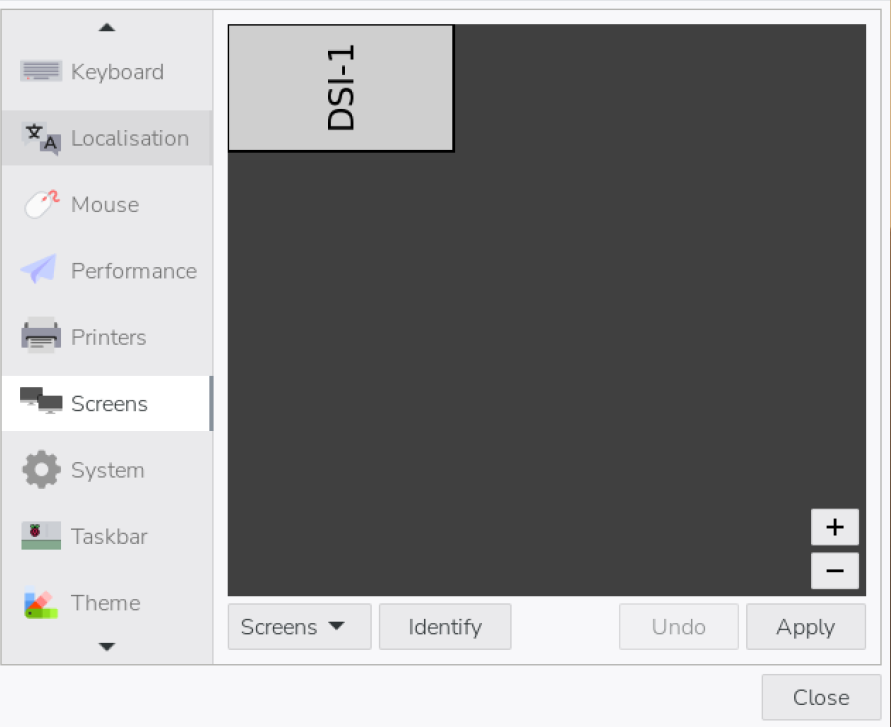 Keyboard
Localisation
Mouse
Performance
Printers
Screens
System
Taskbar
Theme
DSI-1
+
−
Screens
Identify
Undo
Apply
Close